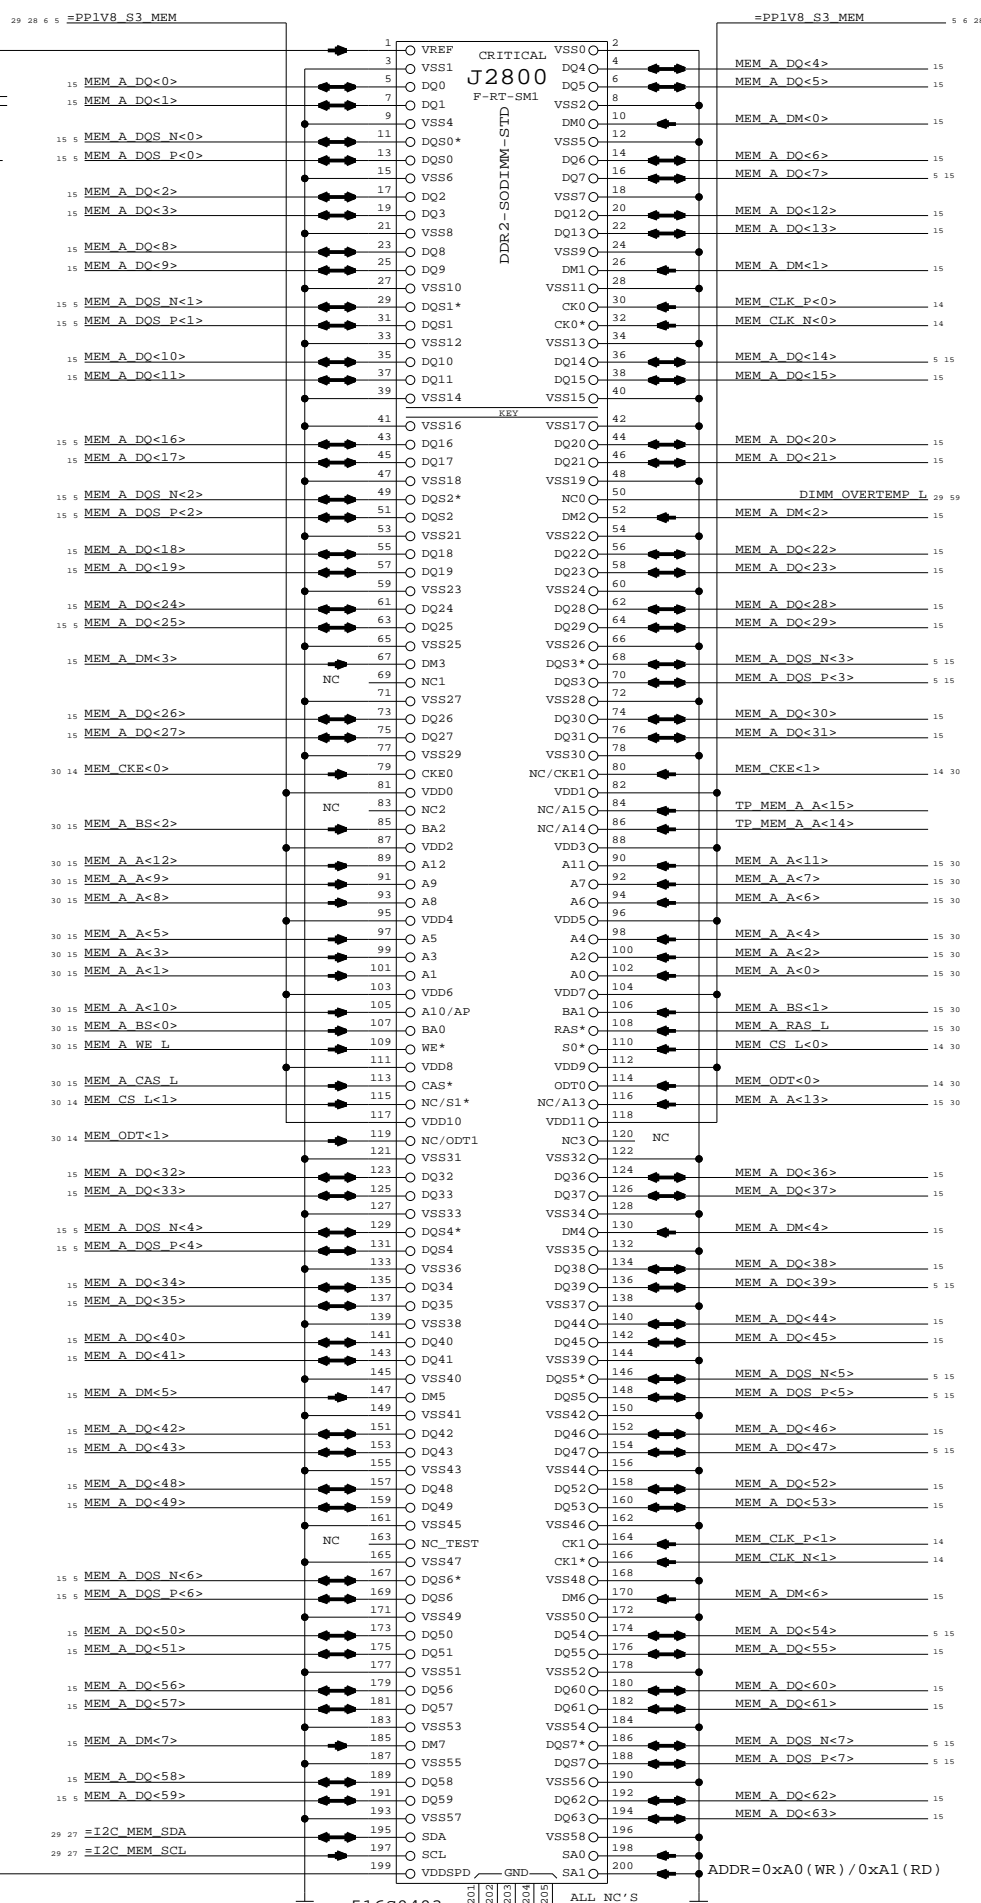 29 28 6 5 =PP1V8_S3_MEM
=PP1V8_S3_MEM 5 6 28
CRITICAL
J2800
F-RT-SM1
DDR2-SODIMM-STD
1 VREF VSS0 2
3 VSS1 DQ4 4 MEM_A_DQ<4> 15
15 MEM_A_DQ<0> 5 DQ0 DQ5 6 MEM_A_DQ<5> 15
15 MEM_A_DQ<1> 7 DQ1 VSS2 8
9 VSS4 DM0 10 MEM_A_DM<0> 15
15 5 MEM_A_DQS_N<0> 11 DQS0* VSS5 12
15 5 MEM_A_DQS_P<0> 13 DQS0 DQ6 14 MEM_A_DQ<6> 15
15 VSS6 DQ7 16 MEM_A_DQ<7> 5 15
15 MEM_A_DQ<2> 17 DQ2 VSS7 18
15 MEM_A_DQ<3> 19 DQ3 DQ12 20 MEM_A_DQ<12> 15
21 VSS8 DQ13 22 MEM_A_DQ<13> 15
15 MEM_A_DQ<8> 23 DQ8 VSS9 24
15 MEM_A_DQ<9> 25 DQ9 DM1 26 MEM_A_DM<1> 15
27 VSS10 VSS11 28
15 5 MEM_A_DQS_N<1> 29 DQS1* CK0 30 MEM_CLK_P<0> 14
15 5 MEM_A_DQS_P<1> 31 DQS1 CK0* 32 MEM_CLK_N<0> 14
33 VSS12 VSS13 34
15 MEM_A_DQ<10> 35 DQ10 DQ14 36 MEM_A_DQ<14> 5 15
15 MEM_A_DQ<11> 37 DQ11 DQ15 38 MEM_A_DQ<15> 15
39 VSS14 VSS15 40
KEY
41 VSS16 VSS17 42
15 5 MEM_A_DQ<16> 43 DQ16 DQ20 44 MEM_A_DQ<20> 15
15 MEM_A_DQ<17> 45 DQ17 DQ21 46 MEM_A_DQ<21> 15
47 VSS18 VSS19 48
15 5 MEM_A_DQS_N<2> 49 DQS2* NC0 50 DIMM_OVERTEMP_L 29 59
15 5 MEM_A_DQS_P<2> 51 DQS2 DM2 52 MEM_A_DM<2> 15
53 VSS21 VSS22 54
15 MEM_A_DQ<18> 55 DQ18 DQ22 56 MEM_A_DQ<22> 15
15 MEM_A_DQ<19> 57 DQ19 DQ23 58 MEM_A_DQ<23> 15
59 VSS23 VSS24 60
15 MEM_A_DQ<24> 61 DQ24 DQ28 62 MEM_A_DQ<28> 15
15 5 MEM_A_DQ<25> 63 DQ25 DQ29 64 MEM_A_DQ<29> 15
65 VSS25 VSS26 66
15 MEM_A_DM<3> 67 DM3 DQS3* 68 MEM_A_DQS_N<3> 5 15
NC 69 NC1 DQS3 70 MEM_A_DQS_P<3> 5 15
71 VSS27 VSS28 72
15 MEM_A_DQ<26> 73 DQ26 DQ30 74 MEM_A_DQ<30> 15
15 MEM_A_DQ<27> 75 DQ27 DQ31 76 MEM_A_DQ<31> 15
77 VSS29 VSS30 78
30 14 MEM_CKE<0> 79 CKE0 NC/CKE1 80 MEM_CKE<1> 14 30
81 VDD0 VDD1 82
NC 83 NC2 NC/A15 84 TP_MEM_A_A<15>
30 15 MEM_A_BS<2> 85 BA2 NC/A14 86 TP_MEM_A_A<14>
87 VDD2 VDD3 88
30 15 MEM_A_A<12> 89 A12 A11 90 MEM_A_A<11> 15 30
30 15 MEM_A_A<9> 91 A9 A7 92 MEM_A_A<7> 15 30
30 15 MEM_A_A<8> 93 A8 A6 94 MEM_A_A<6> 15 30
95 VDD4 VDD5 96
30 15 MEM_A_A<5> 97 A5 A4 98 MEM_A_A<4> 15 30
30 15 MEM_A_A<3> 99 A3 A2 100 MEM_A_A<2> 15 30
30 15 MEM_A_A<1> 101 A1 A0 102 MEM_A_A<0> 15 30
103 VDD6 VDD7 104
30 15 MEM_A_A<10> 105 A10/AP BA1 106 MEM_A_BS<1> 15 30
30 15 MEM_A_BS<0> 107 BA0 RAS* 108 MEM_A_RAS_L 15 30
30 15 MEM_A_WE_L 109 WE* S0* 110 MEM_CS_L<0> 14 30
111 VDD8 VDD9 112
30 15 MEM_A_CAS_L 113 CAS* ODT0 114 MEM_ODT<0> 14 30
30 14 MEM_CS_L<1> 115 NC/S1* NC/A13 116 MEM_A_A<13> 15 30
117 VDD10 VDD11 118
30 14 MEM_ODT<1> 119 NC/ODT1 NC3 120 NC
121 VSS31 VSS32 122
15 MEM_A_DQ<32> 123 DQ32 DQ36 124 MEM_A_DQ<36> 15
15 MEM_A_DQ<33> 125 DQ33 DQ37 126 MEM_A_DQ<37> 15
127 VSS33 VSS34 128
15 5 MEM_A_DQS_N<4> 129 DQS4* DM4 130 MEM_A_DM<4> 15
15 5 MEM_A_DQS_P<4> 131 DQS4 VSS35 132
133 VSS36 DQ38 134 MEM_A_DQ<38> 15
15 MEM_A_DQ<34> 135 DQ34 DQ39 136 MEM_A_DQ<39> 5 15
15 MEM_A_DQ<35> 137 DQ35 VSS37 138
139 VSS38 DQ44 140 MEM_A_DQ<44> 15
15 MEM_A_DQ<40> 141 DQ40 DQ45 142 MEM_A_DQ<45> 15
15 MEM_A_DQ<41> 143 DQ41 VSS39 144
145 VSS40 DQS5* 146 MEM_A_DQS_N<5> 5 15
15 MEM_A_DM<5> 147 DM5 DQS5 148 MEM_A_DQS_P<5> 5 15
149 VSS41 VSS42 150
15 MEM_A_DQ<42> 151 DQ42 DQ46 152 MEM_A_DQ<46> 15
15 MEM_A_DQ<43> 153 DQ43 DQ47 154 MEM_A_DQ<47> 5 15
155 VSS43 VSS44 156
15 MEM_A_DQ<48> 157 DQ48 DQ52 158 MEM_A_DQ<52> 15
15 MEM_A_DQ<49> 159 DQ49 DQ53 160 MEM_A_DQ<53> 15
161 VSS45 VSS46 162
NC 163 NC_TEST CK1 164 MEM_CLK_P<1> 14
165 VSS47 CK1* 166 MEM_CLK_N<1> 14
15 5 MEM_A_DQS_N<6> 167 DQS6* VSS48 168
15 5 MEM_A_DQS_P<6> 169 DQS6 DM6 170 MEM_A_DM<6> 15
171 VSS49 VSS50 172
15 MEM_A_DQ<50> 173 DQ50 DQ54 174 MEM_A_DQ<54> 5 15
15 MEM_A_DQ<51> 175 DQ51 DQ55 176 MEM_A_DQ<55> 15
177 VSS51 VSS52 178
15 MEM_A_DQ<56> 179 DQ56 DQ60 180 MEM_A_DQ<60> 15
15 MEM_A_DQ<57> 181 DQ57 DQ61 182 MEM_A_DQ<61> 15
183 VSS53 VSS54 184
15 MEM_A_DM<7> 185 DM7 DQS7* 186 MEM_A_DQS_N<7> 5 15
187 VSS55 DQS7 188 MEM_A_DQS_P<7> 5 15
15 MEM_A_DQ<58> 189 DQ58 VSS56 190
15 5 MEM_A_DQ<59> 191 DQ59 DQ62 192 MEM_A_DQ<62> 15
193 VSS57 DQ63 194 MEM_A_DQ<63> 15
29 27 =I2C_MEM_SDA 195 SDA VSS58 196
29 27 =I2C_MEM_SCL 197 SCL SA0 198
199 VDDSPD GND SA1 200 ADDR=0xA0(WR)/0xA1(RD)
201 202 203 204 205
ALL NC'S